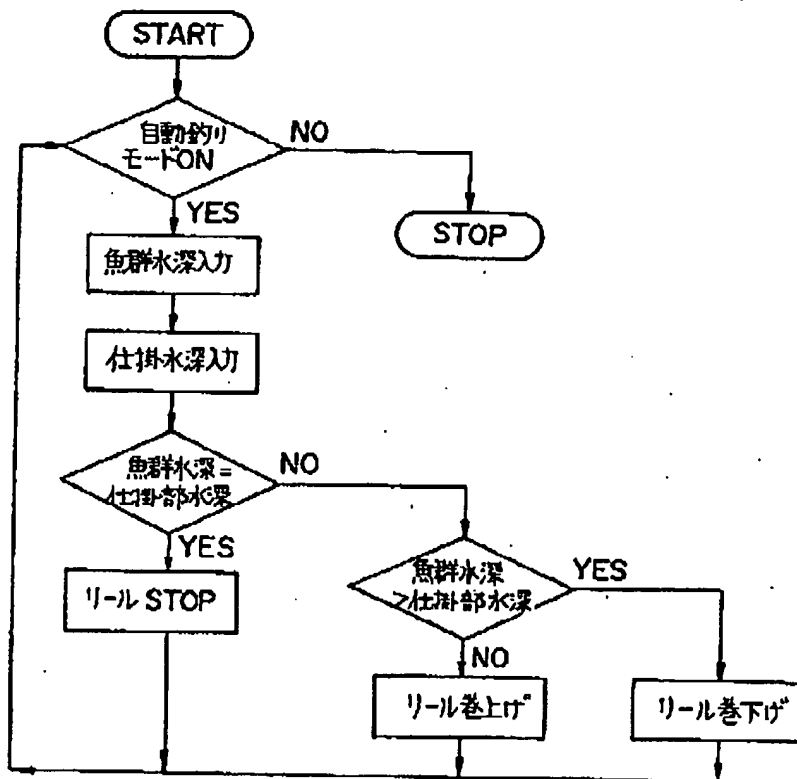 START
自動釣り
モードON
NO
YES
STOP
魚群水深入力
仕掛水深入力
魚群水深=
仕掛部水深
NO
YES
リールSTOP
魚群水深
>仕掛部水深
YES
NO
リール巻上げ
リール巻下げ